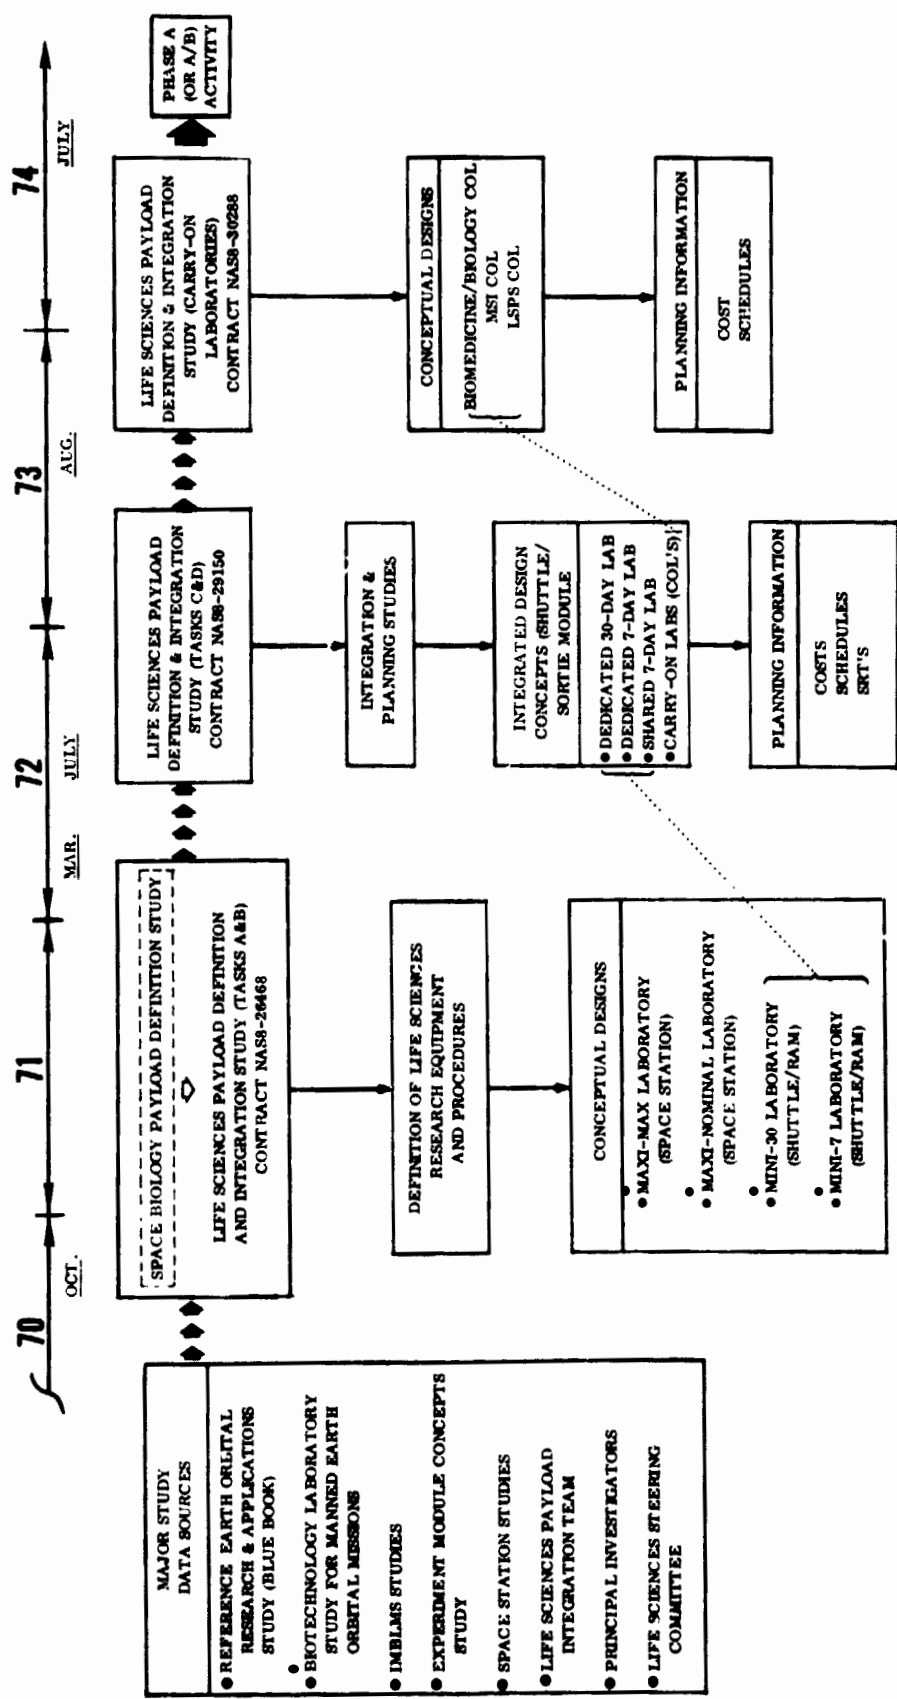 70
71
72
73
74
OCT.
MAR.
JULY
AUG.
JULY
MAJOR STUDY
DATA SOURCES
● REFERENCE EARTH ORBITAL
RESEARCH & APPLICATIONS
STUDY (BLUE BOOK)
● BIOTECHNOLOGY LABORATORY
STUDY FOR MANNED EARTH
ORBITAL MISSIONS
● IMBLMS STUDIES
● EXPERIMENT MODULE CONCEPTS
STUDY
● SPACE STATION STUDIES
● LIFE SCIENCES PAYLOAD
INTEGRATION TEAM
● PRINCIPAL INVESTIGATORS
● LIFE SCIENCES STEERING
COMMITTEE
SPACE BIOLOGY PAYLOAD DEFINITION STUDY
LIFE SCIENCES PAYLOAD DEFINITION
AND INTEGRATION STUDY (TASKS A&B)
CONTRACT NAS8-26468
DEFINITION OF LIFE SCIENCES
RESEARCH EQUIPMENT
AND PROCEDURES
CONCEPTUAL DESIGNS
● MAXI-MAX LABORATORY
(SPACE STATION)
● MAXI-NOMINAL LABORATORY
(SPACE STATION)
● MINI-30 LABORATORY
(SHUTTLE/RAM)
● MINI-7 LABORATORY
(SHUTTLE/RAM)
LIFE SCIENCES PAYLOAD
DEFINITION & INTEGRATION
STUDY (TASKS C&D)
CONTRACT NAS8-29150
INTEGRATION &
PLANNING STUDIES
INTEGRATED DESIGN
CONCEPTS (SHUTTLE/
SORTIE MODULE
● DEDICATED 30-DAY LAB
● DEDICATED 7-DAY LAB
● SHARED 7-DAY LAB
● CARRY-ON LABS (COL'S)
PLANNING INFORMATION
COSTS
SCHEDULES
SRT'S
LIFE SCIENCES PAYLOAD
DEFINITION & INTEGRATION
STUDY (CARRY-ON
LABORATORIES)
CONTRACT NAS8-30288
CONCEPTUAL DESIGNS
BIOMEDICINE/BIOLOGY COL
MSI COL
LSPS COL
PLANNING INFORMATION
COST
SCHEDULES
PHASE A
(OR A/B)
ACTIVITY